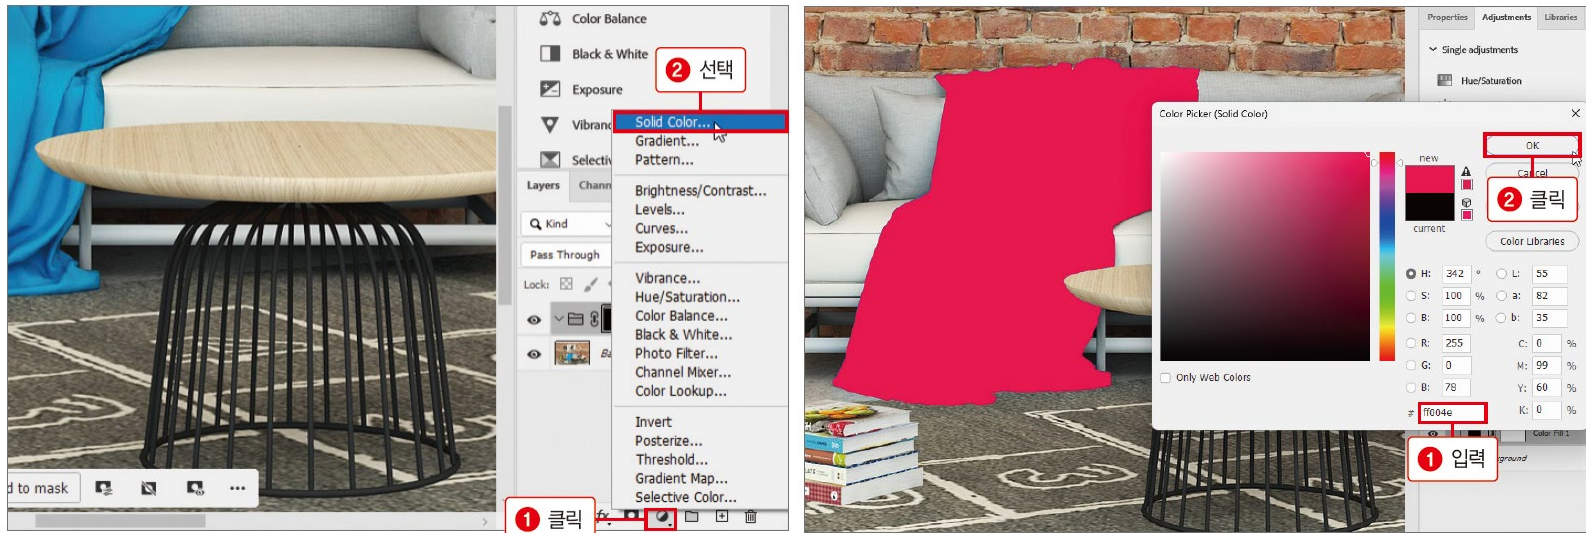 Color Balance
Black & White
② 선택
Exposure
Solid Color...
Gradient...
Pattern...
Layers
Brightness/Contrast...
Levels...
Kind
Curves...
Exposure...
Pass Through
Vibrance...
Lock:
Hue/Saturation...
Color Balance...
Black & White...
Photo Filter...
Channel Mixer...
Color Lookup...
Invert
Posterize...
Threshold...
Gradient Map...
Selective Color...
d to mask
① 클릭
fx
Properties Adjustments Libraries
Single adjustments
Hue/Saturation
Color Picker (Solid Color)
OK
new
Cancel
② 클릭
current
Color Libraries
H: 342 ° L: 55
S: 100 % a: 82
B: 100 % b: 35
R: 255 C: 0 %
G: 0 M: 99 %
B: 78 Y: 60 %
Only Web Colors
# ff004e K: 0 %
Color Fill 1
① 입력